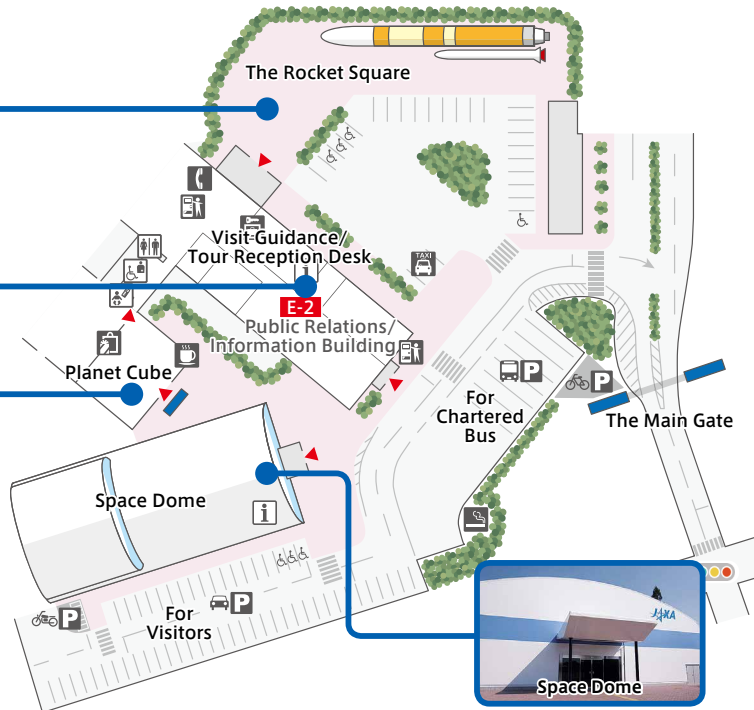 The Rocket Square
TAXI
Visit Guidance/
Tour Reception Desk
i
E-2
Public Relations/
Information Building
P
P
Planet Cube
For
Chartered
Bus
The Main Gate
Space Dome
i
P
P
For
Visitors
JAXA
Space Dome